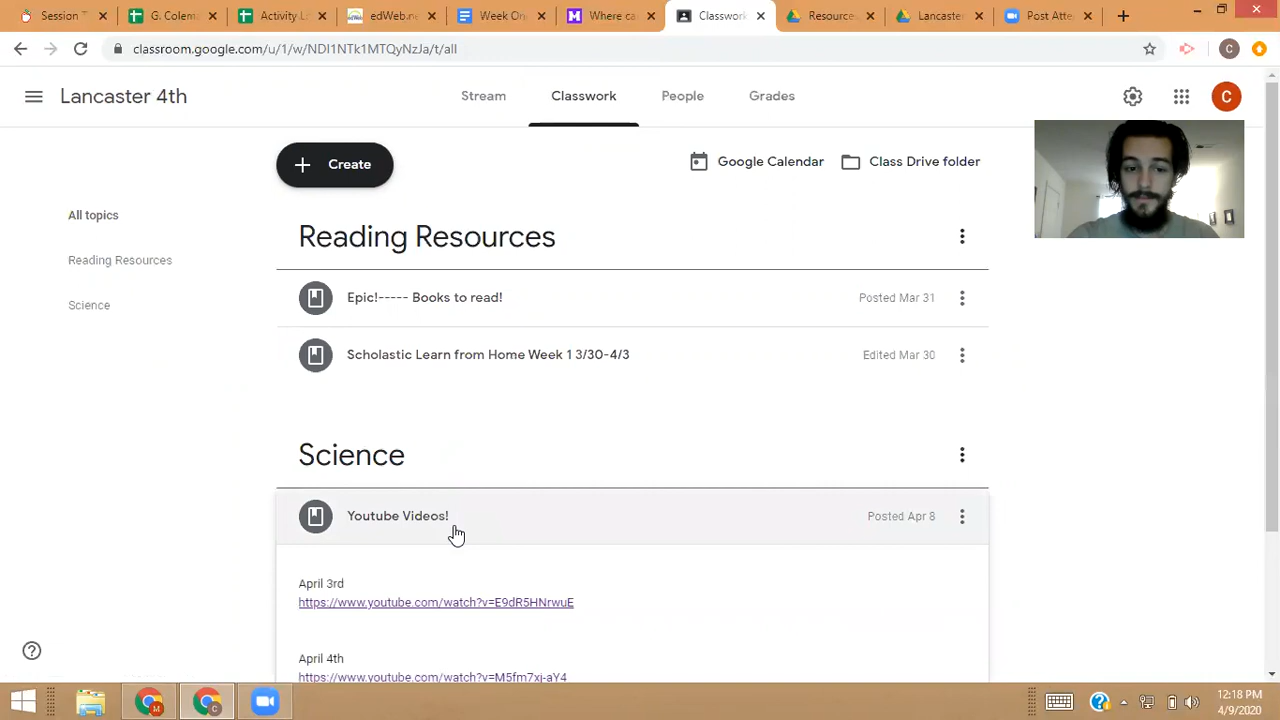 Session T
G. Colem
Activity L
edWeb.ne
Week On
Where ca
Classwork
Resource
Lancaster
Post Atte
classroom.google.com/u/1/w/NDI1NTk1MTQyNzJa/t/all
C
Lancaster 4th
Stream
Classwork
People
Grades
C
Create
Google Calendar
Class Drive folder
All topics
Reading Resources
Science
Reading Resources
Epic!----- Books to read!
Posted Mar 31
Scholastic Learn from Home Week 1 3/30-4/3
Edited Mar 30
Science
Youtube Videos!
Posted Apr 8
April 3rd
https://www.youtube.com/watch?v=E9dR5HNrwuE
April 4th
https://www.youtube.com/watch?v=M5fm7xj-aY4
12:18 PM
4/9/2020